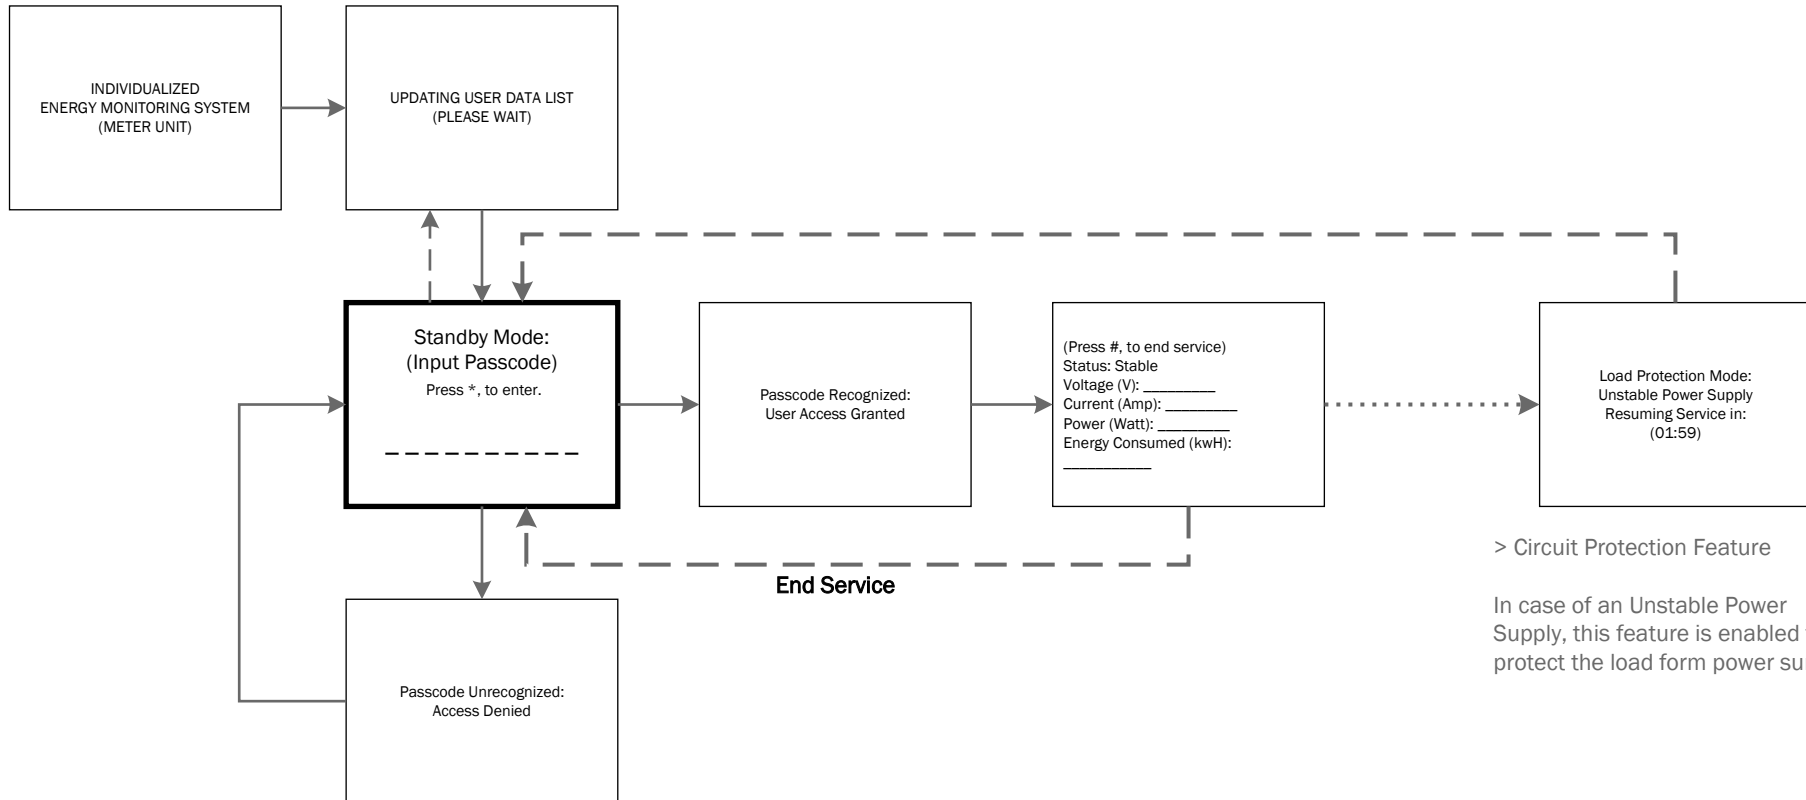 INDIVIDUALIZED
ENERGY MONITORING SYSTEM
(METER UNIT)
UPDATING USER DATA LIST
(PLEASE WAIT)
Standby Mode:
(Input Passcode)
Press *, to enter.
_ _ _ _ _ _ _ _ _ _ _
Passcode Recognized:
User Access Granted
(Press #, to end service)
Status: Stable
Voltage (V): _________
Current (Amp): _________
Power (Watt): _________
Energy Consumed (kwH):
___________
Load Protection Mode:
Unstable Power Supply
Resuming Service in:
(01:59)
End Service
> Circuit Protection Feature
In case of an Unstable Power
Supply, this feature is enabled
protect the load form power
Passcode Unrecognized:
Access Denied